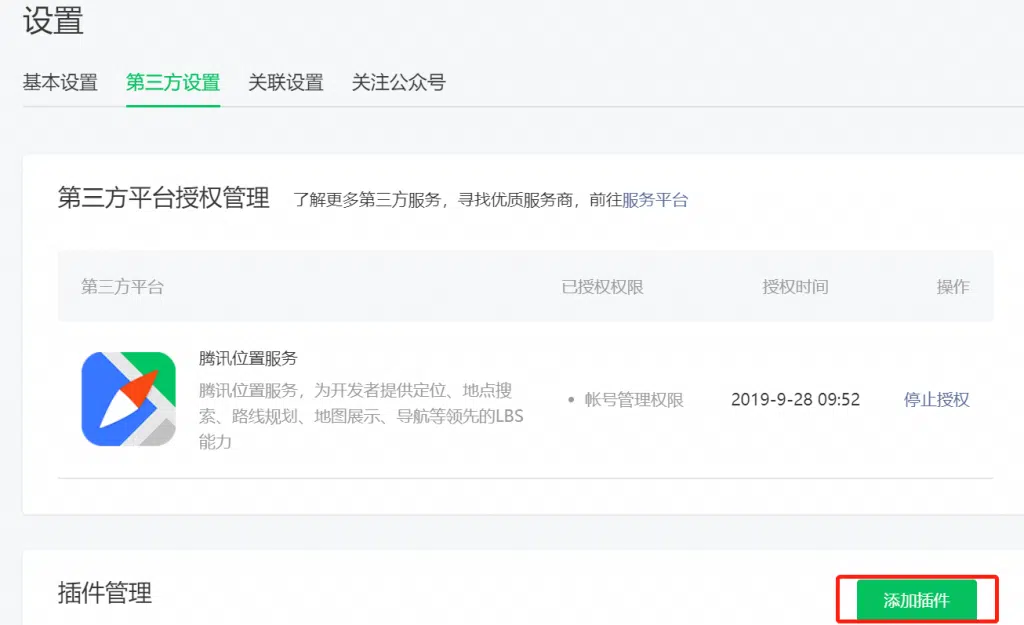 设置
基本设置 第三方设置 关联设置 关注公众号
第三方平台授权管理 了解更多第三方服务，寻找优质服务商，前往服务平台
第三方平台 已授权权限 授权时间 操作
腾讯位置服务
腾讯位置服务，为开发者提供定位、地点搜
索、路线规划、地图展示、导航等领先的LBS
能力
• 帐号管理权限 2019-9-28 09:52 停止授权
插件管理 添加插件